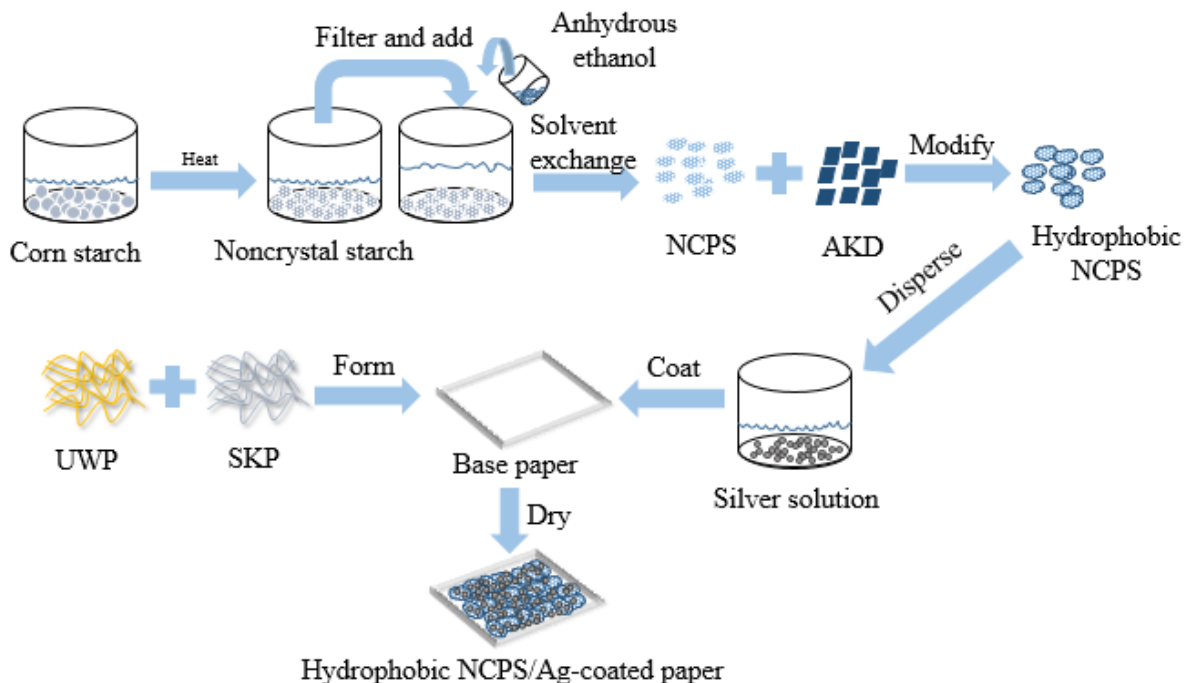 Filter and add
Anhydrous
ethanol
Heat
Solvent
exchange
Modify
Corn starch
Noncrystal starch
NCPS
AKD
Hydrophobic
NCPS
Disperse
Form
Coat
UWP
SKP
Base paper
Silver solution
Dry
Hydrophobic NCPS/Ag-coated paper